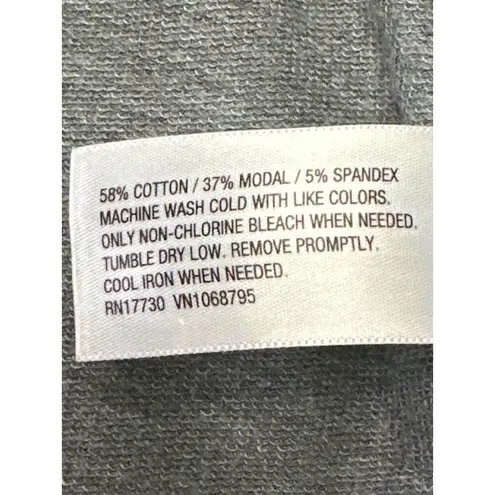 58% COTTON / 37% MODAL / 5% SPANDEX
MACHINE WASH COLD WITH LIKE COLORS.
ONLY NON-CHLORINE BLEACH WHEN NEEDED.
TUMBLE DRY LOW. REMOVE PROMPTLY.
COOL IRON WHEN NEEDED.
RN17730 VN1068795